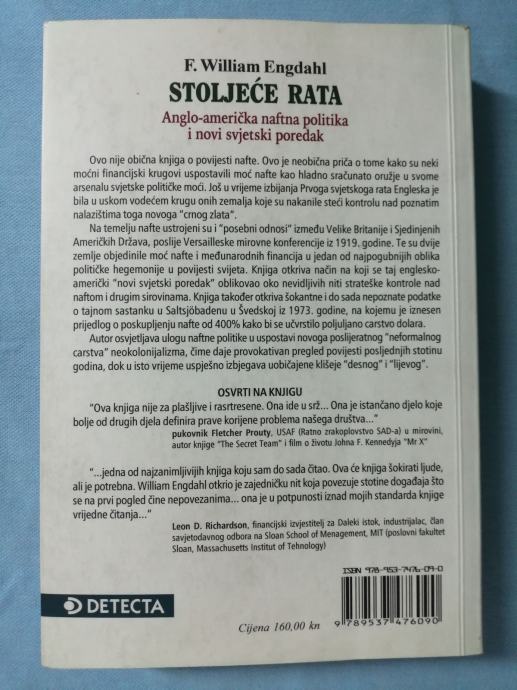 F. William Engdahl
STOLJEĆE RATA
Anglo-američka naftna politika
i novi svjetski poredak
Ovo nije obična knjiga o povijesti nafte. Ovo je neobična priča o tome kako su neki
moćni financijski krugovi uspostavili moć nafte kao hladno sračunato oružje u svome
arsenalu svjetske političke moći. Još u vrijeme izbijanja Prvoga svjetskoga rata Engleska je
bila u uskom vodećem krugu onih zemalja koje su nakanile steći kontrolu nad poznatim
nalazištima toga novoga "crnog zlata".
Na temelju nafte ustrojeni su i "posebni odnosi" između Velike Britanije i Sjedinjenih
Američkih Država, poslije Versailleske mirovne konferencije iz 1919. godine. Te su dvije
zemlje objedinile moć nafte i međunarodnih financija u jedan od najpogubnijih oblika
političke hegemonije u povijesti svijeta. Knjiga otkriva način na koji se taj englesko-
američki "novi svjetski poredak" oblikovao oko nevidljivih niti strateške kontrole nad
naftom i drugim sirovinama. Knjiga također otkriva šokantne i do sada nepoznate podatke
o tajnom sastanku u Saltsjöbadenu u Švedskoj iz 1973. godine, na kojemu je iznesen
prijedlog o poskupljenju nafte od 400% kako bi se učvrstilo poljuljano carstvo dolara.
Autor osvjetljava ulogu naftne politike u uspostavi novoga poslijeratnog "neformalnog
carstva" neokolonijalizma, čime daje provokativan pregled povijesti posljednjih stotinu
godina, dok u isto vrijeme uspješno izbjegava uobičajene klišeje "desnog" i "lijevog".
OSVRTI NA KNJIGU
"Ova knjiga nije za plašljive i rasrtresene. Ona ide u srž... Ona je istančano djelo koje
bolje od drugih djela definira prave korijene problema našega društva..."
pukovnik Fletcher Prouty, USAF (Ratno zrakoplovstvo SAD-a) u mirovini,
autor knjige "The Secret Team" i film o životu Johna F. Kennedyja "Mr X"
"...jedna od najzanimljivijih knjiga koju sam do sada čitao. Ova će knjiga šokirati ljude,
ali je potrebna. William Engdahl otkrio je zajedničku nit koja povezuje stotine događaja što
se na prvi pogled čine nepovezanima... ona je u potpunosti iznad mojih standarda knjige
vrijedne čitanja..."
Leon D. Richardson, financijski izvjestitelj za Daleki istok, industrijalac, član
savjetodavnog odbora na Sloan School of Menagement, MIT (poslovni fakultet
Sloan, Massachusetts Institut of Tehnology)
ISBN 978-953-7476-09-0
DETECTA
Cijena 160,00 kn
9 789537 476090